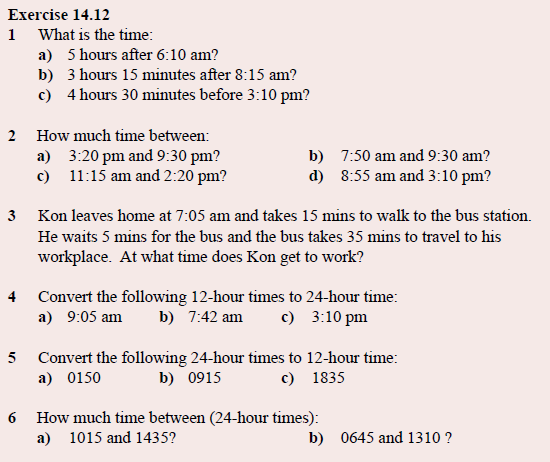 Exercise 14.12
1 What is the time:
a) 5 hours after 6:10 am?
b) 3 hours 15 minutes after 8:15 am?
c) 4 hours 30 minutes before 3:10 pm?
2 How much time between:
a) 3:20 pm and 9:30 pm? b) 7:50 am and 9:30 am?
c) 11:15 am and 2:20 pm? d) 8:55 am and 3:10 pm?
3 Kon leaves home at 7:05 am and takes 15 mins to walk to the bus station.
He waits 5 mins for the bus and the bus takes 35 mins to travel to his
workplace. At what time does Kon get to work?
4 Convert the following 12-hour times to 24-hour time:
a) 9:05 am b) 7:42 am c) 3:10 pm
5 Convert the following 24-hour times to 12-hour time:
a) 0150 b) 0915 c) 1835
6 How much time between (24-hour times):
a) 1015 and 1435? b) 0645 and 1310 ?